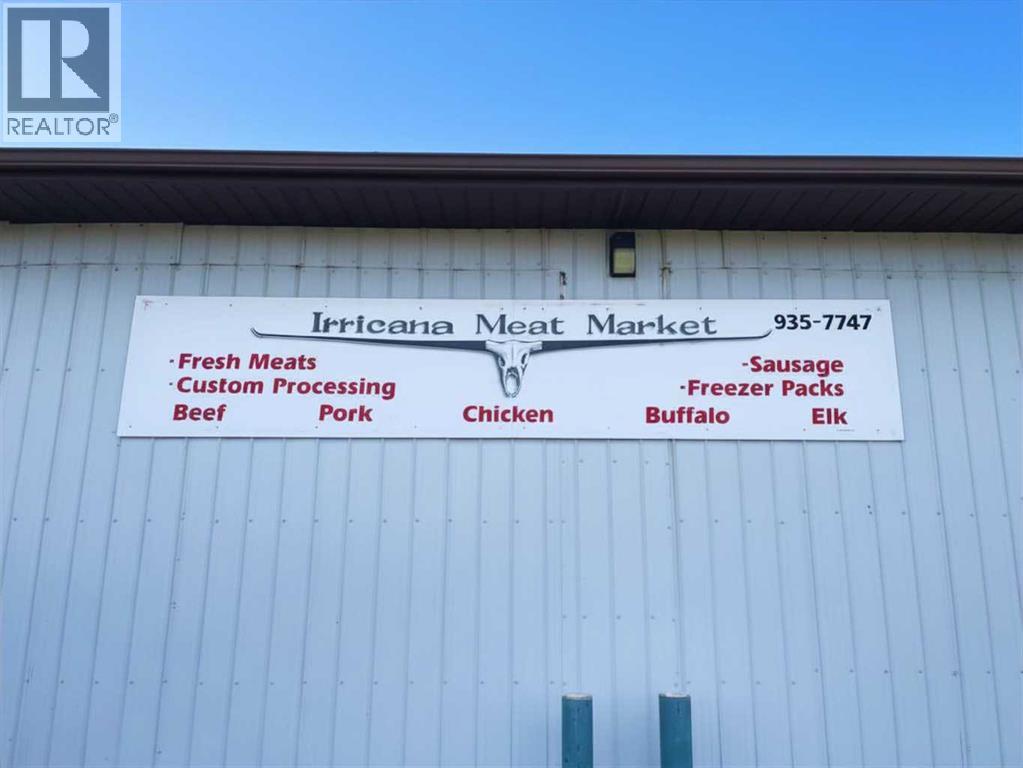 REALTOR®
Irricana Meat Market 935-7747
-Fresh Meats -Sausage
-Custom Processing -Freezer Packs
Beef Pork Chicken Buffalo Elk